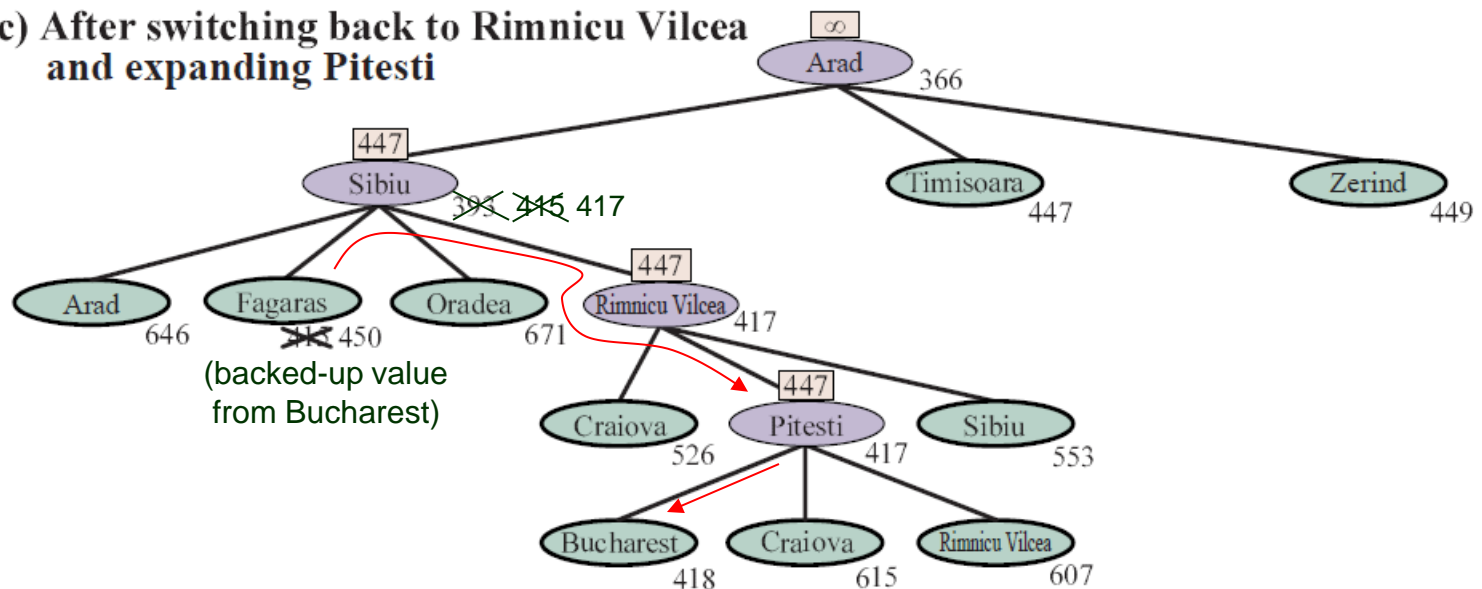 c) After switching back to Rimnicu Vilcea
and expanding Pitesti
∞
Arad
366
447
Sibiu
393 415 417
Timisoara
447
Zerind
449
Arad
646
Fagaras
415 450
(backed-up value
from Bucharest)
Oradea
671
447
Rimnicu Vilcea
417
Craiova
526
447
Pitesti
417
Sibiu
553
Bucharest
418
Craiova
615
Rimnicu Vilcea
607